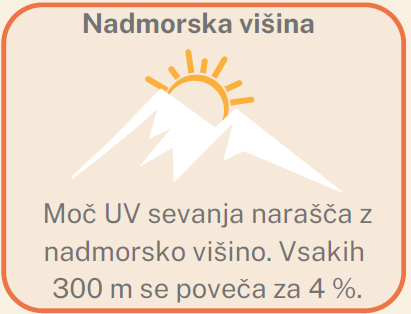 Nadmorska višina
Moč UV sevanja narašča z
nadmorsko višino. Vsakih
300 m se poveča za 4 %.